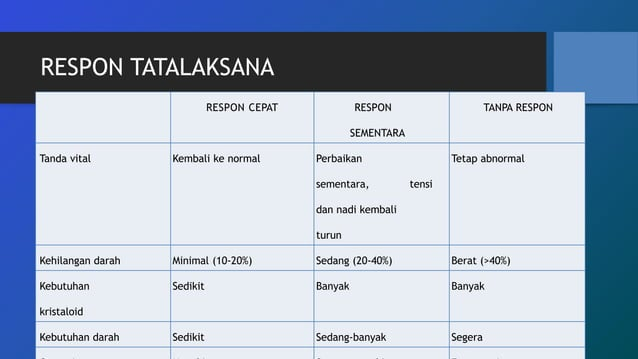 RESPON TATALAKSANA
RESPON CEPAT
RESPON
SEMENTARA
TANPA RESPON
Tanda vital
Kembali ke normal
Perbaikan
sementara, tensi
dan nadi kembali
turun
Tetap abnormal
Kehilangan darah
Minimal (10-20%)
Sedang (20-40%)
Berat (>40%)
Kebutuhan
kristaloid
Sedikit
Banyak
Banyak
Kebutuhan darah
Sedikit
Sedang-banyak
Segera